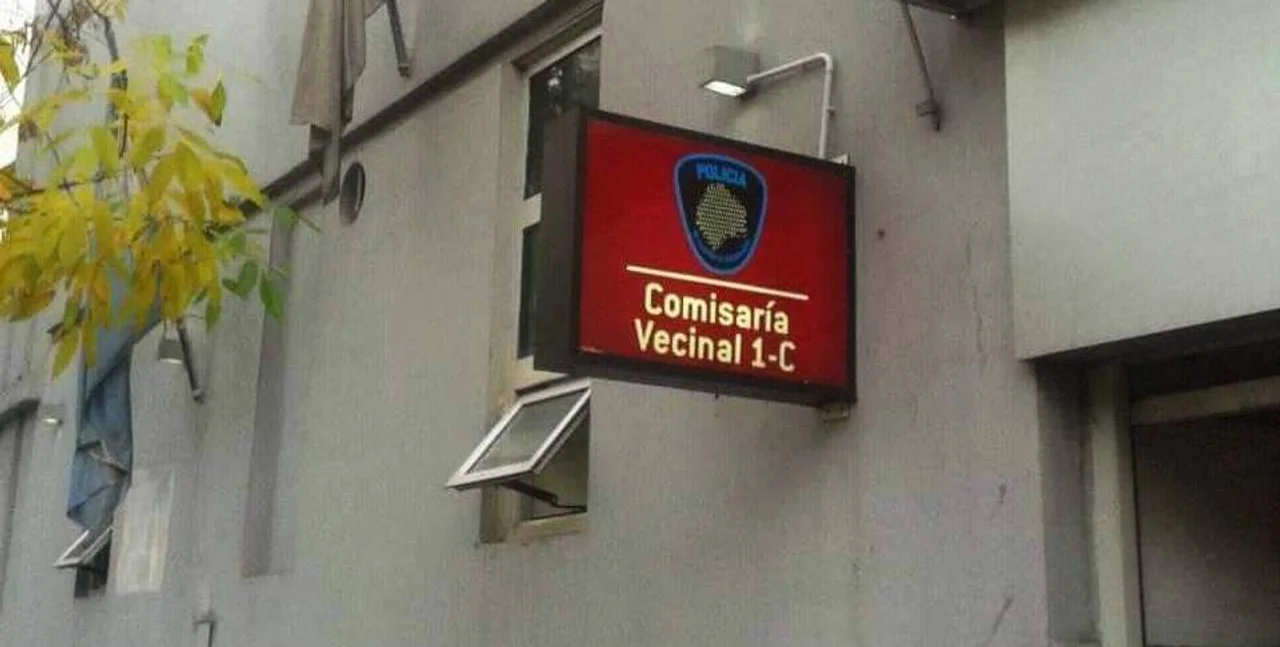 POLICIA
Comisaría
Vecinal 1-C